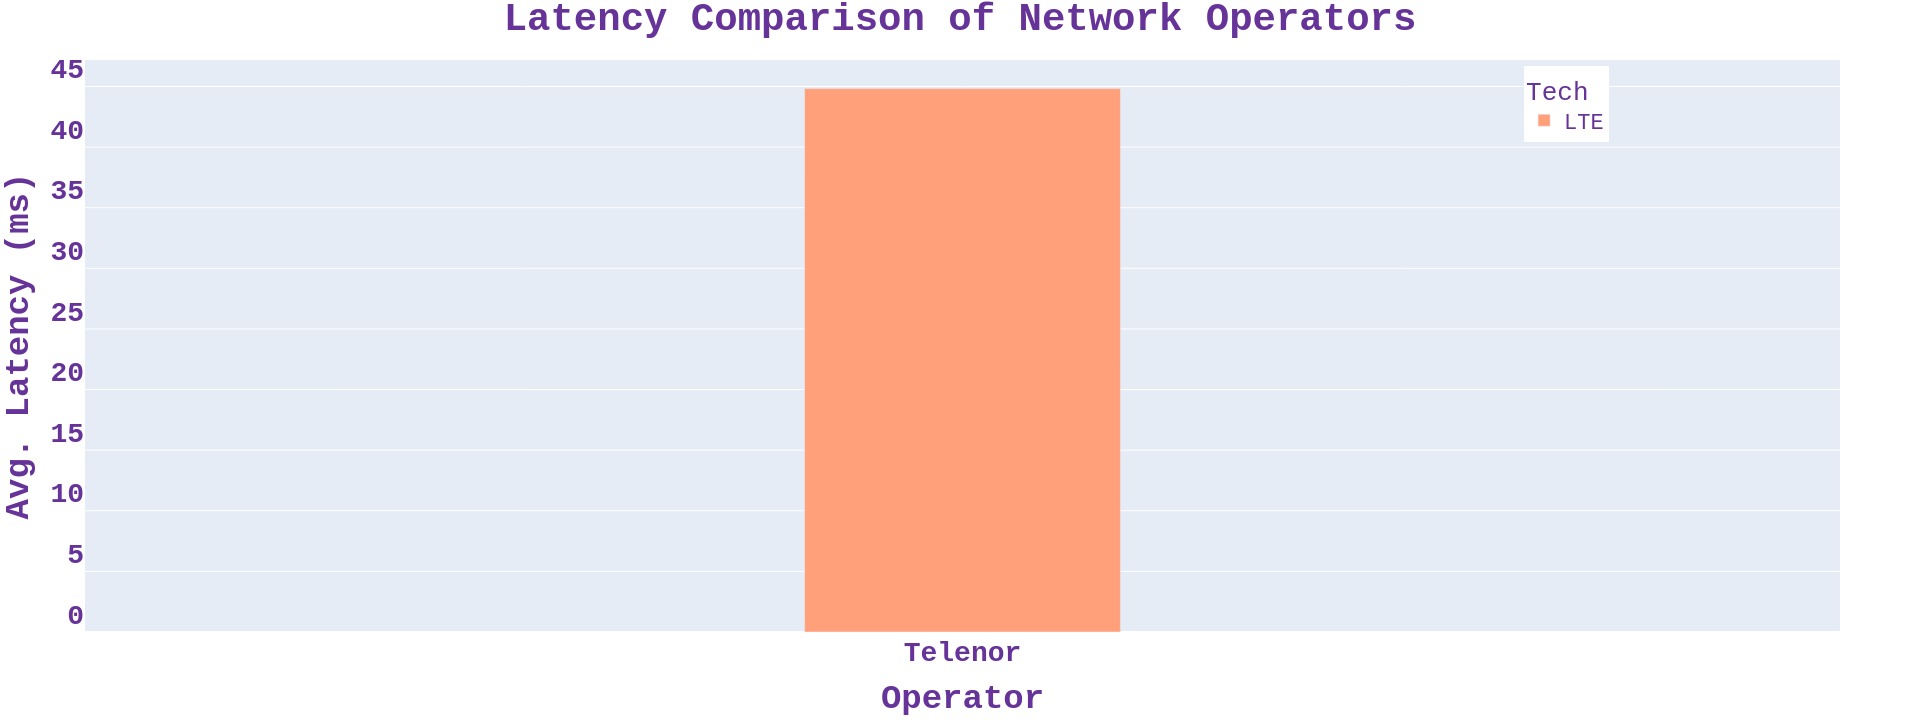 Latency Comparison of Network Operators
45
40
35
30
25
20
15
10
5
0
Avg. Latency (ms)
Tech
LTE
Telenor
Operator